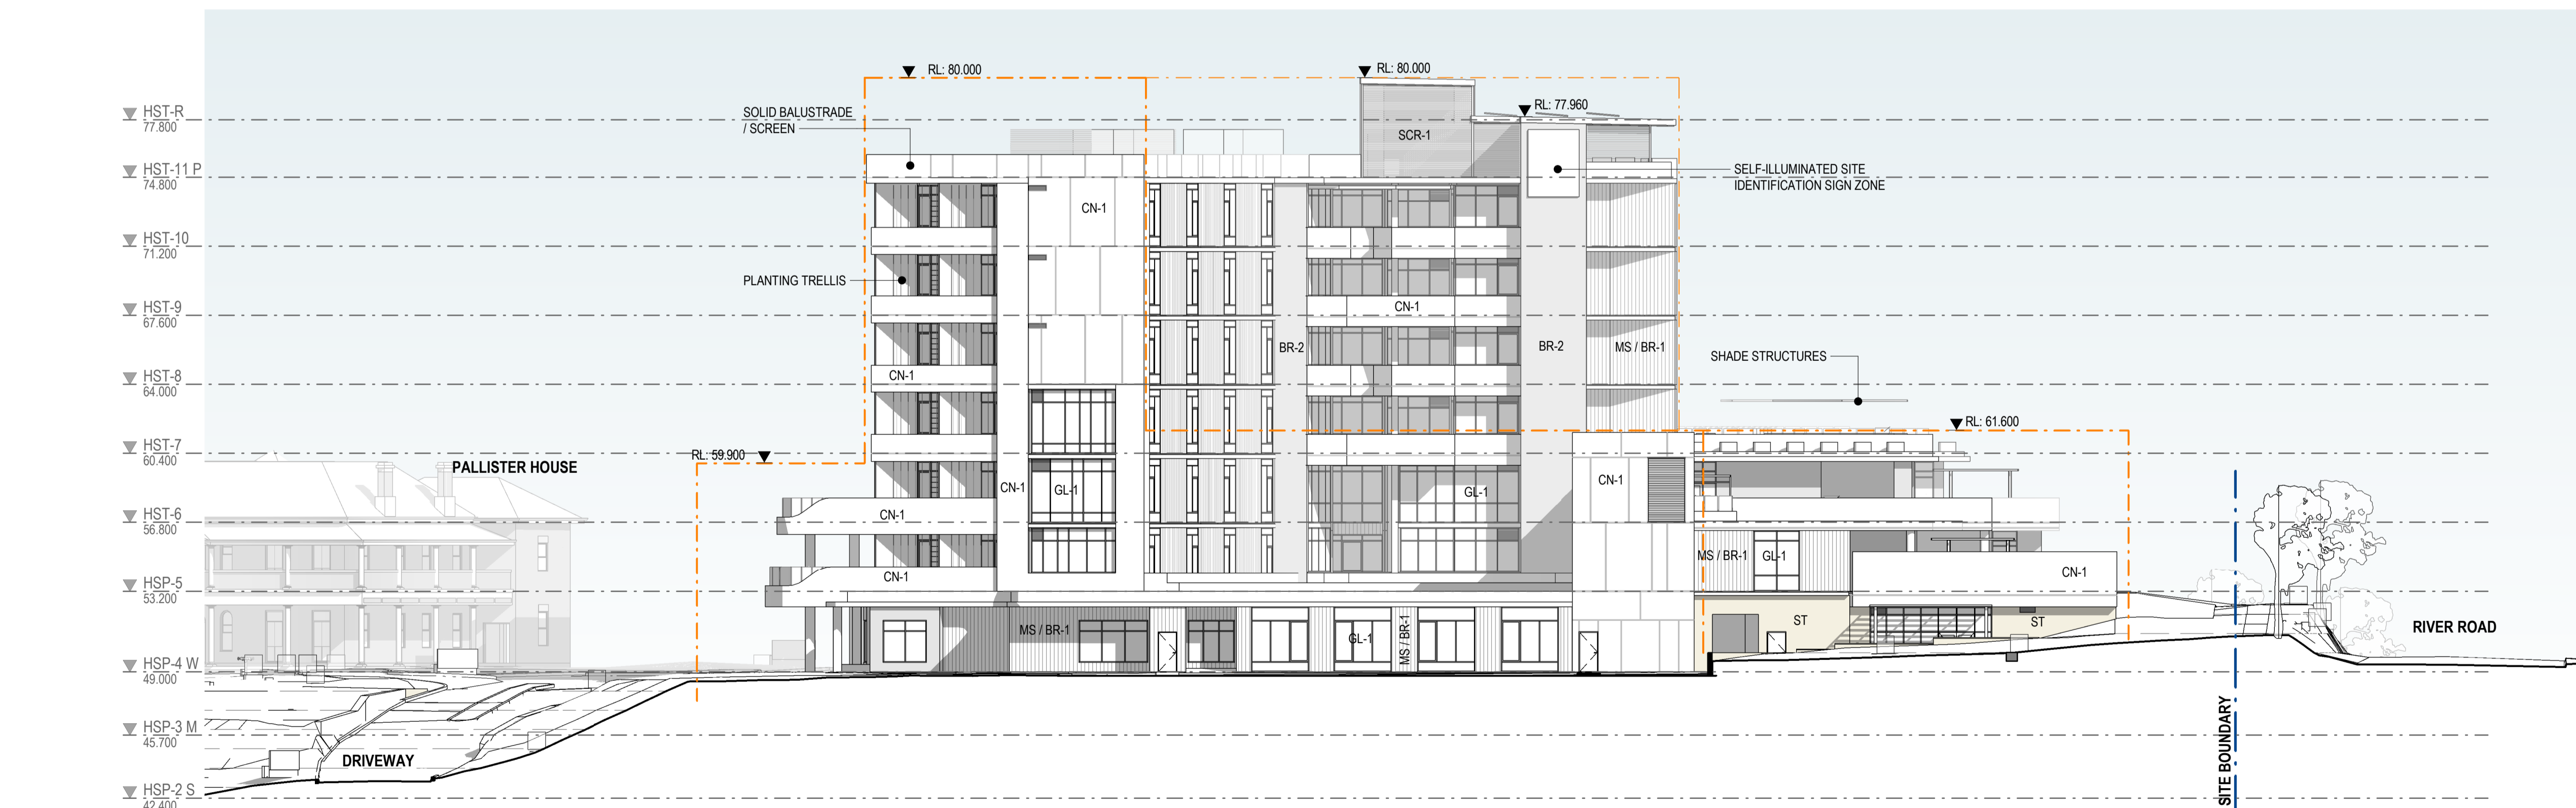 RL: 80.000
RL: 80.000
HST-R
77.800
SOLID BALUSTRADE
/ SCREEN
RL: 77.960
SCR-1
HST-11 P
74.800
SELF-ILLUMINATED SITE
IDENTIFICATION SIGN ZONE
CN-1
HST-10
71.200
PLANTING TRELLIS
HST-9
67.600
CN-1
BR-2
BR-2
MS / BR-1
SHADE STRUCTURES
HST-8
64.000
CN-1
RL: 61.600
HST-7
60.400
RL: 59.900
PALLISTER HOUSE
CN-1
GL-1
GL-1
CN-1
HST-6
56.800
CN-1
MS / BR-1
GL-1
HSP-5
53.200
CN-1
CN-1
MS / BR-1
GL-1
MS / BR-1
ST
ST
RIVER ROAD
HSP-4 W
49.000
HSP-3 M
45.700
DRIVEWAY
SITE BOUNDARY
HSP-2 S
42.400